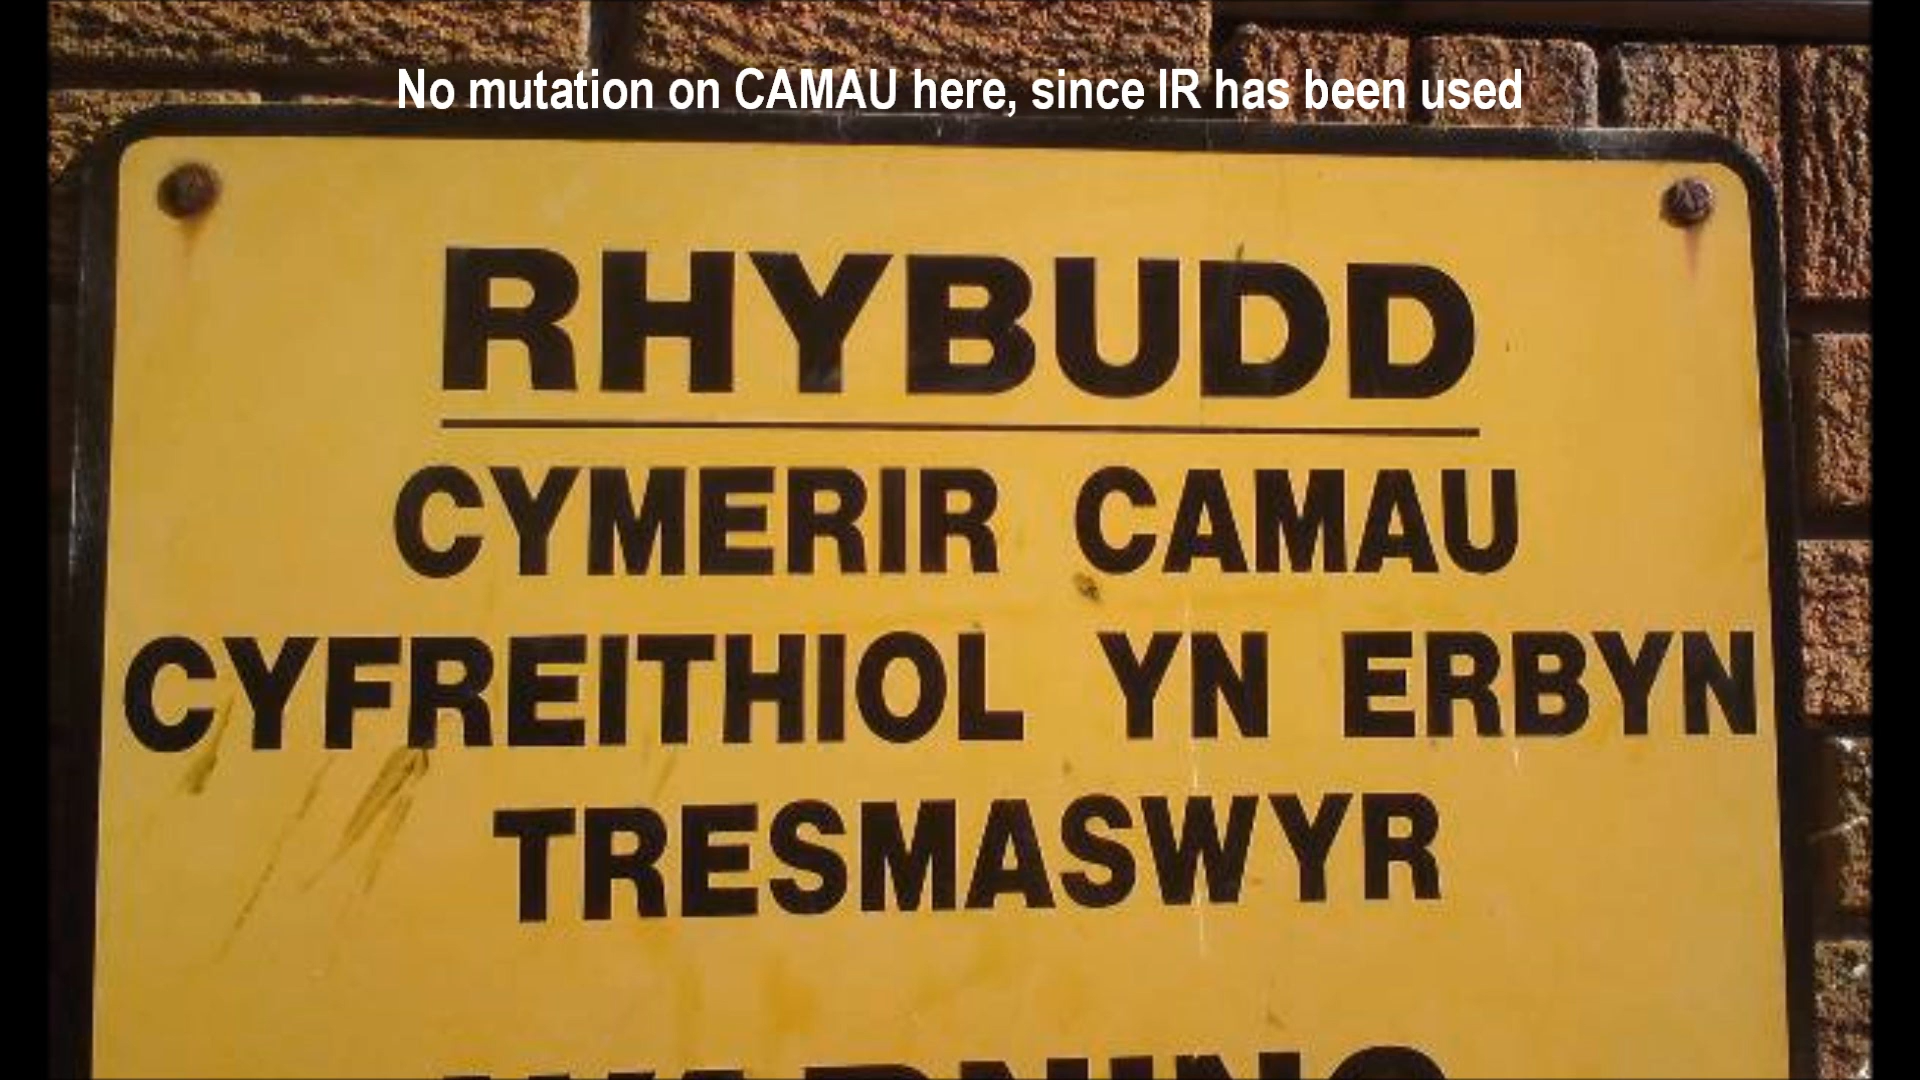 No mutation on CAMAU here, since IR has been used
RHYBUDD
CYMERIR CAMAU
CYFREITHIOL YN ERBYN
TRESMASWYR